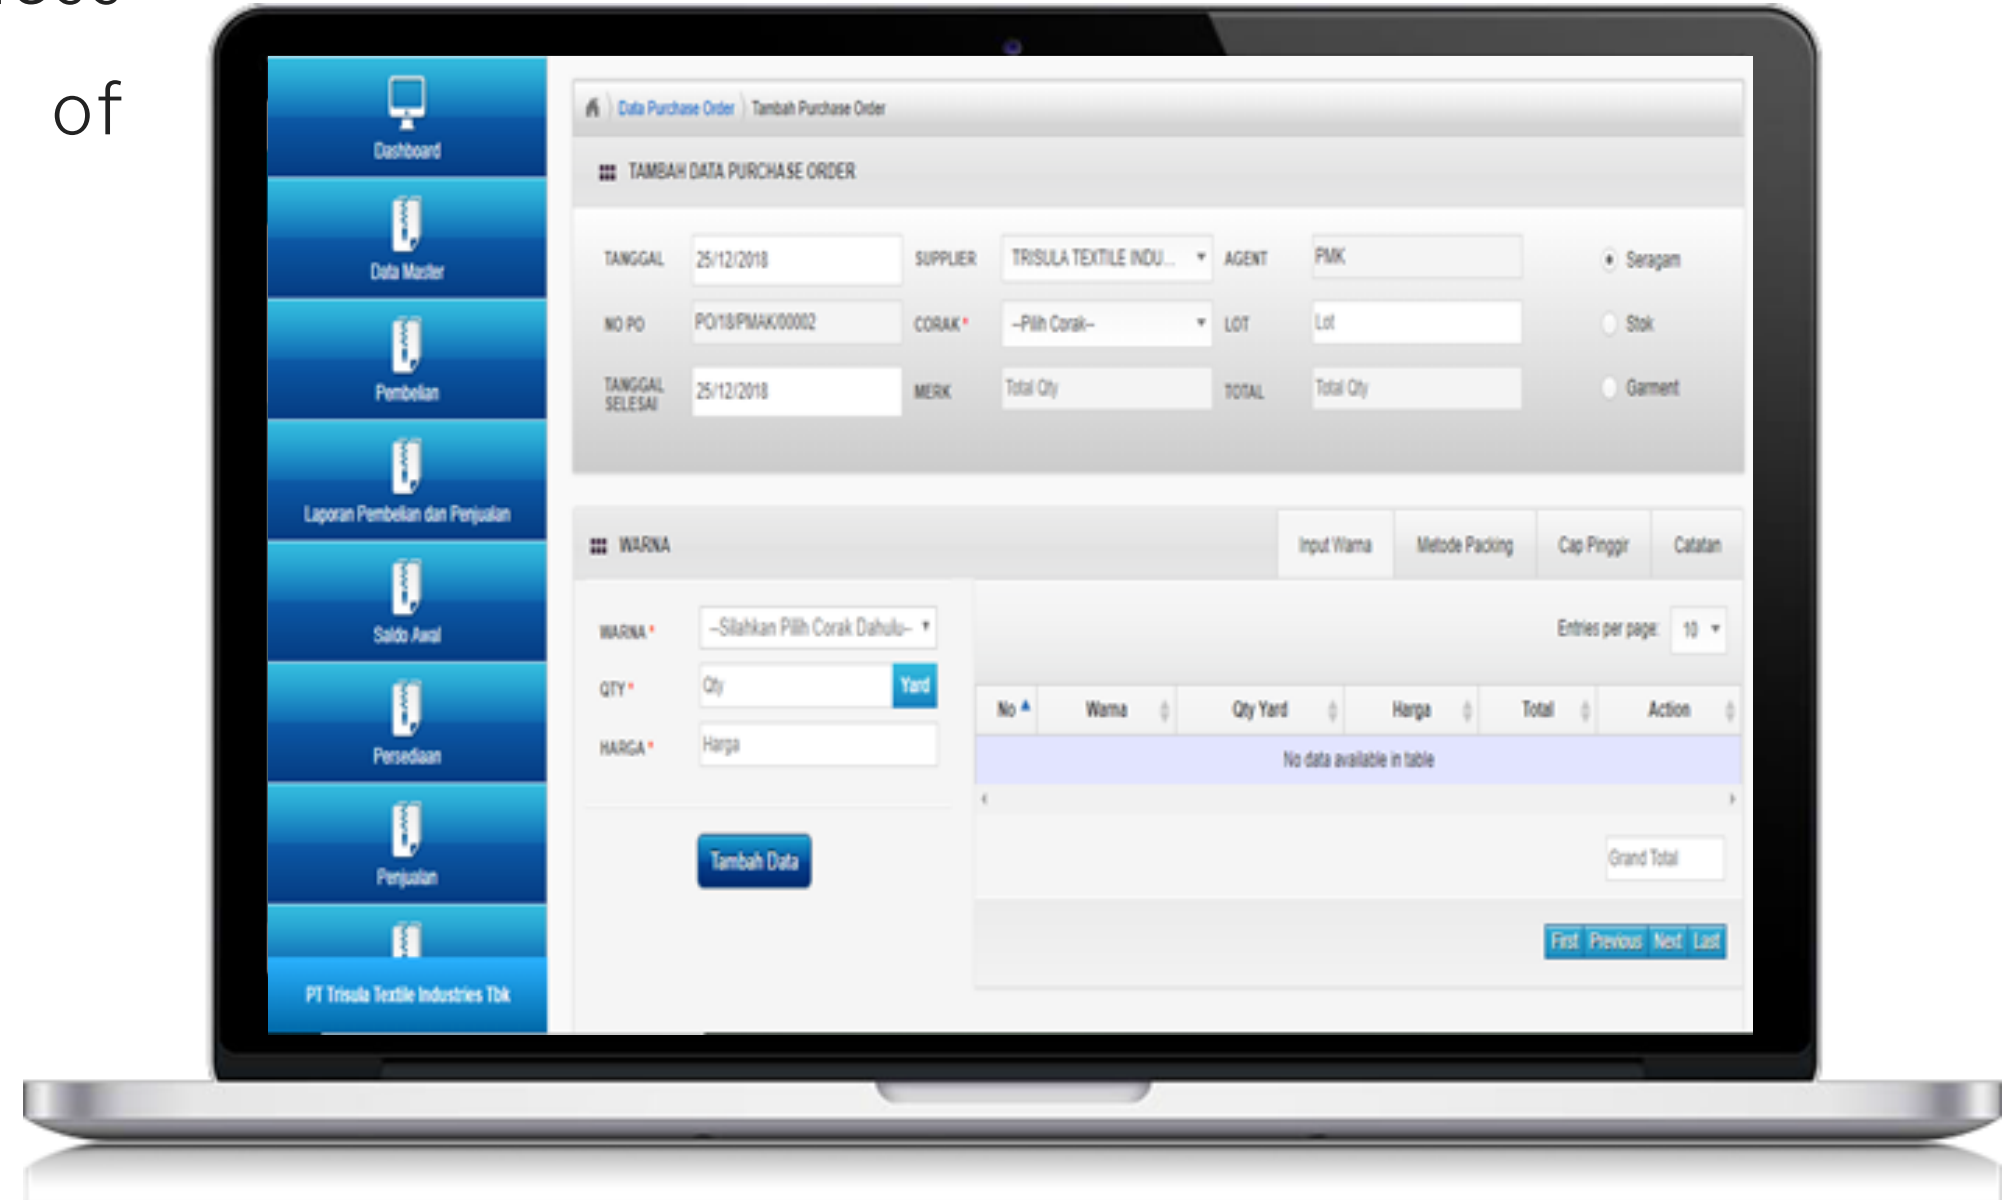 of
Dashboard
Data Master
Pembelian
Laporan Pembelian dan Penjualan
Saldo Awal
Persediaan
Penjualan
PT Trisula Textile Industries Tbk
Data Purchase Order Tambah Purchase Order
TAMBAH DATA PURCHASE ORDER
TANGGAL 25/12/2018 SUPPLIER TRISULA TEXTILE INDU... AGENT PMK Seragam
NO PO PO/18/PMAK/00002 CORAK* --Pilih Corak-- LOT Lot Stok
TANGGAL SELESAI 25/12/2018 MERK Total Qty TOTAL Total Qty Garment
WARNA Input Warna Metode Packing Cap Pinggir Catatan
WARNA* --Silahkan Pilih Corak Dahulu--
QTY* Qty Yard
HARGA* Harga
Tambah Data
Entries per page: 10
No Warna Qty Yard Harga Total Action
No data available in table
Grand Total
First Previous Next Last